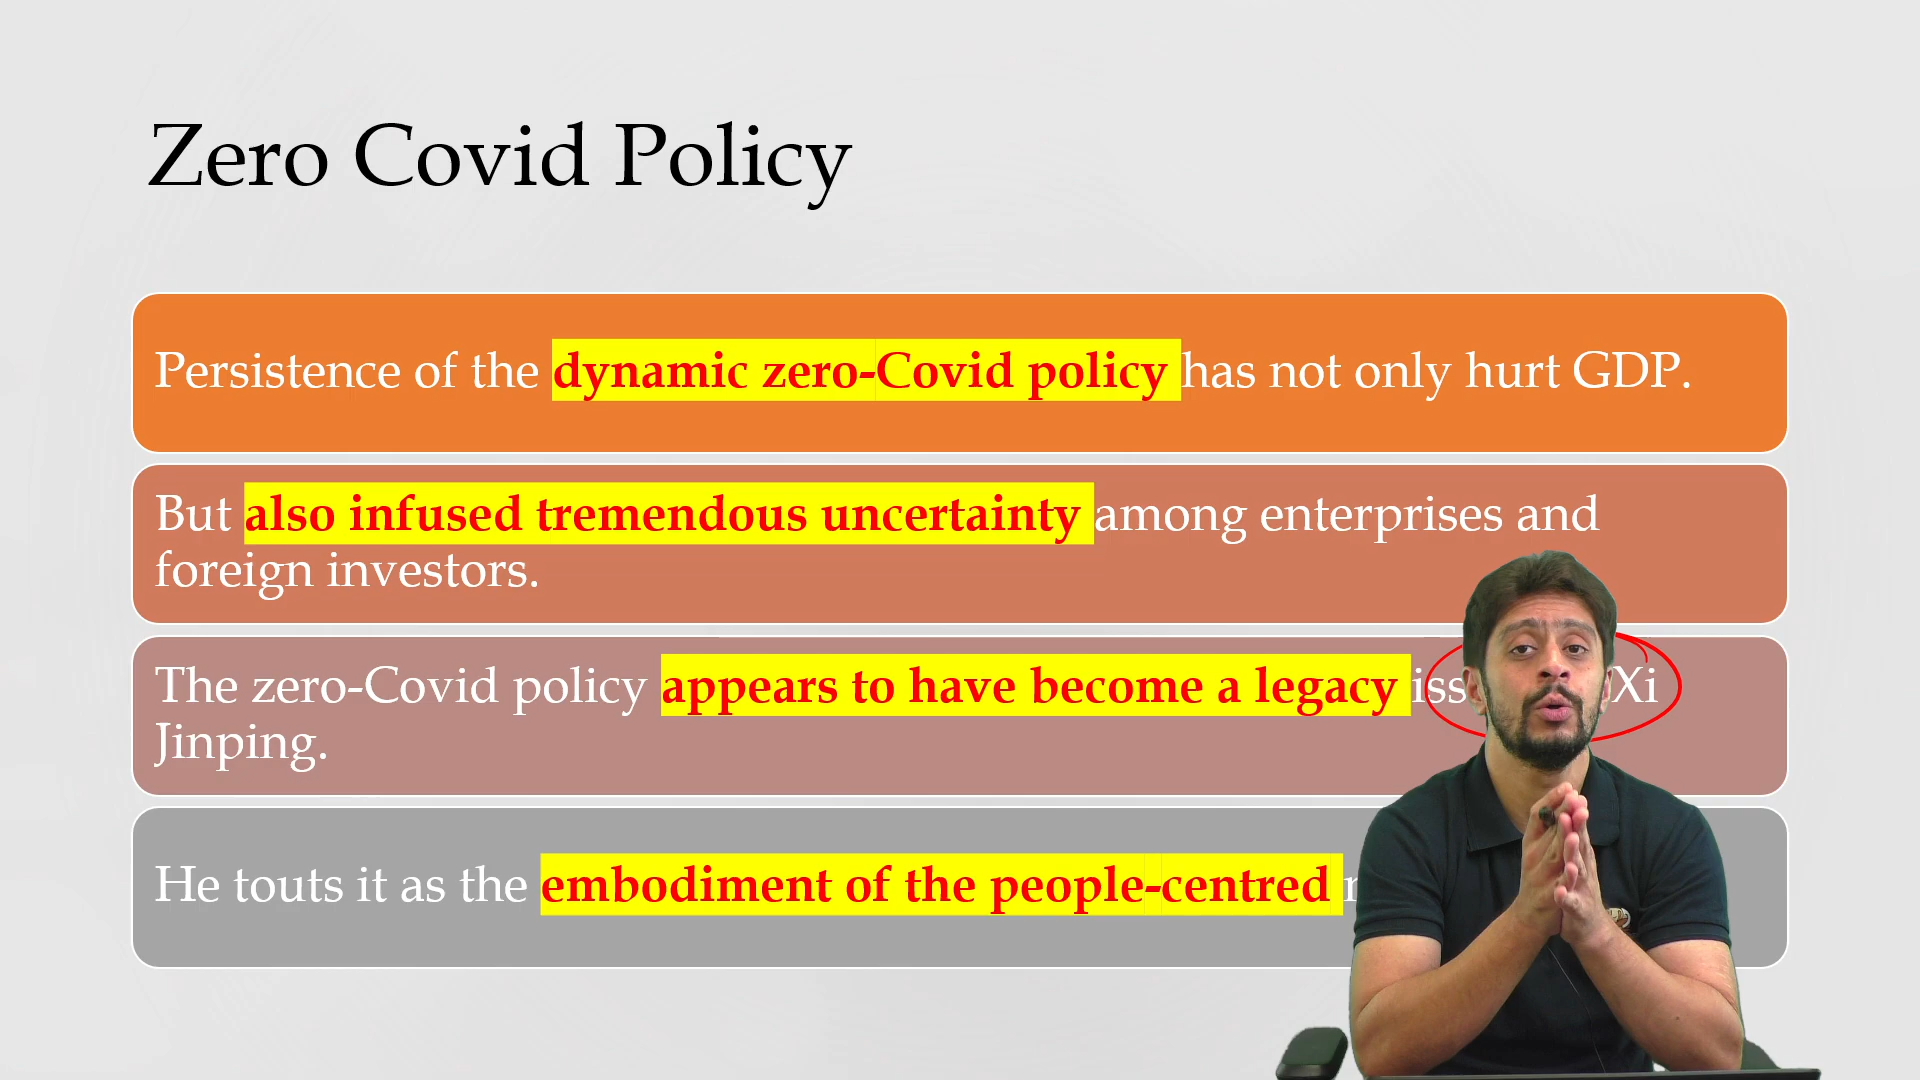 Zero Covid Policy
Persistence of the dynamic zero-Covid policy has not only hurt GDP.
But also infused tremendous uncertainty among enterprises and
foreign investors.
The zero-Covid policy appears to have become a legacy Xi
Jinping.
He touts it as the embodiment of the people-centred